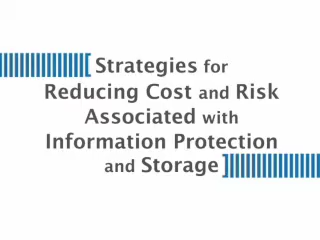 Strategies for
Reducing Cost and Risk
Associated with
Information Protection
and Storage